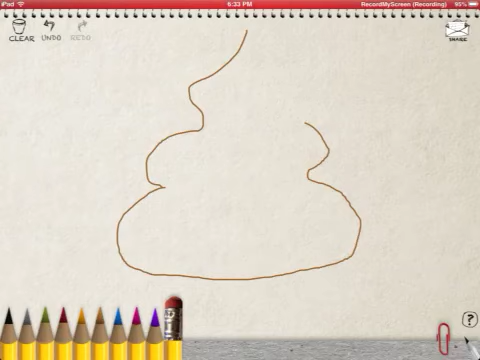 iPad 6:33 PM RecordMyScreen (Recording) 95%
CLEAR UNDO REDO SHARE
?